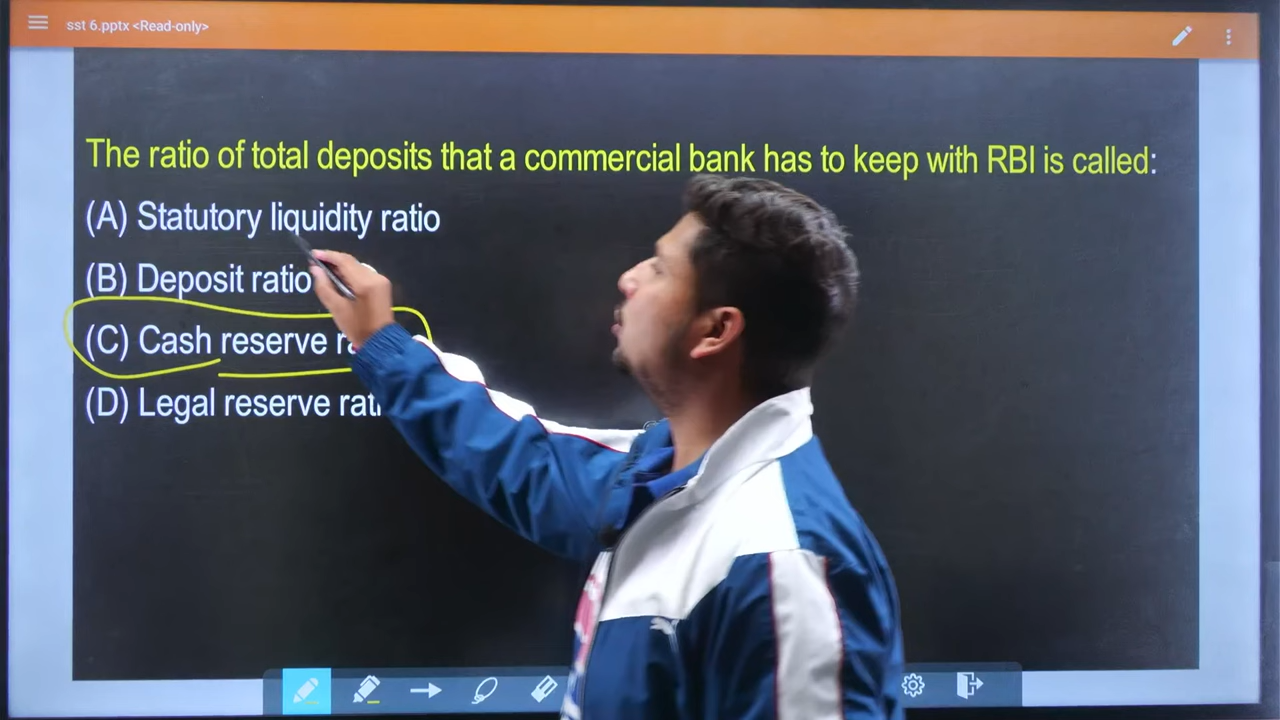 sst 6.pptx <Read-only>
The ratio of total deposits that a commercial bank has to keep with RBI is called:
(A) Statutory liquidity ratio
(B) Deposit ratio
(C) Cash reserve
(D) Legal reserve